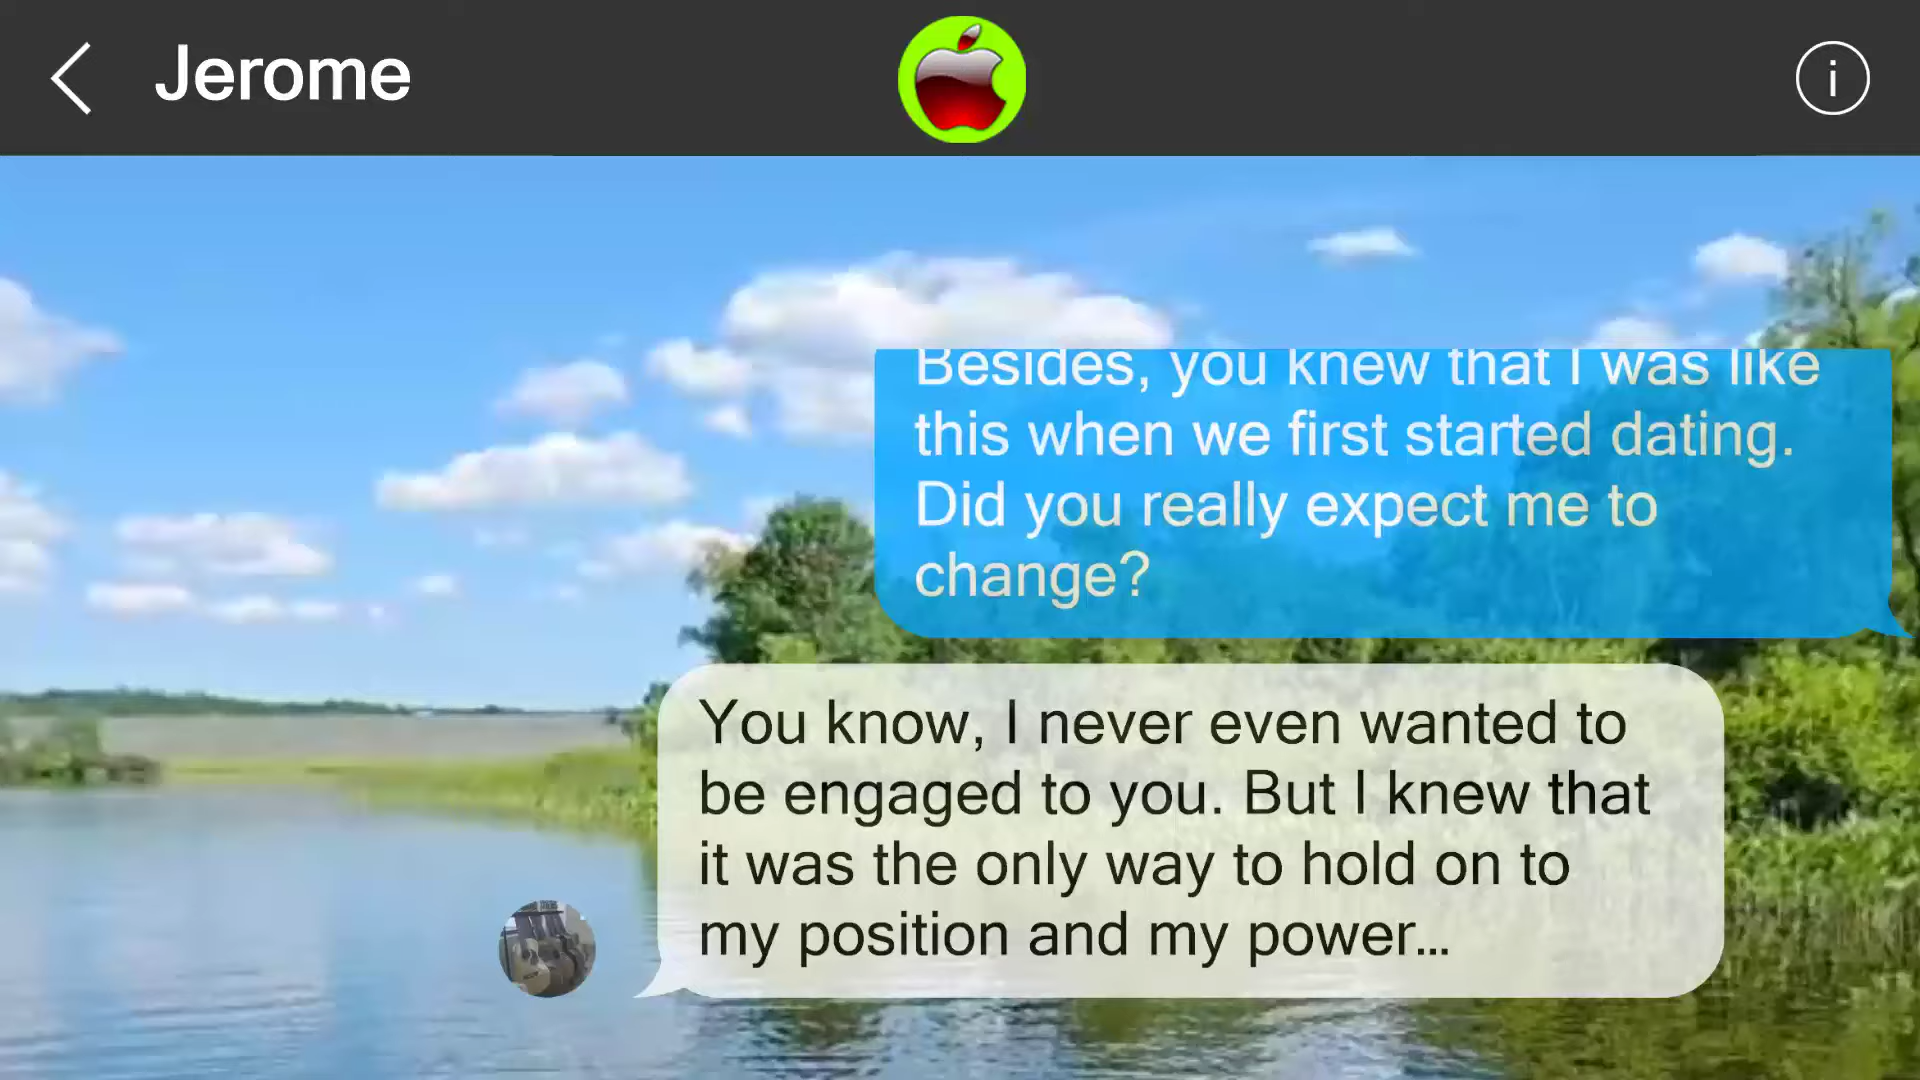 Jerome
i
Besides, you knew that I was like
this when we first started dating.
Did you really expect me to
change?
You know, I never even wanted to
be engaged to you. But I knew that
it was the only way to hold on to
my position and my power...